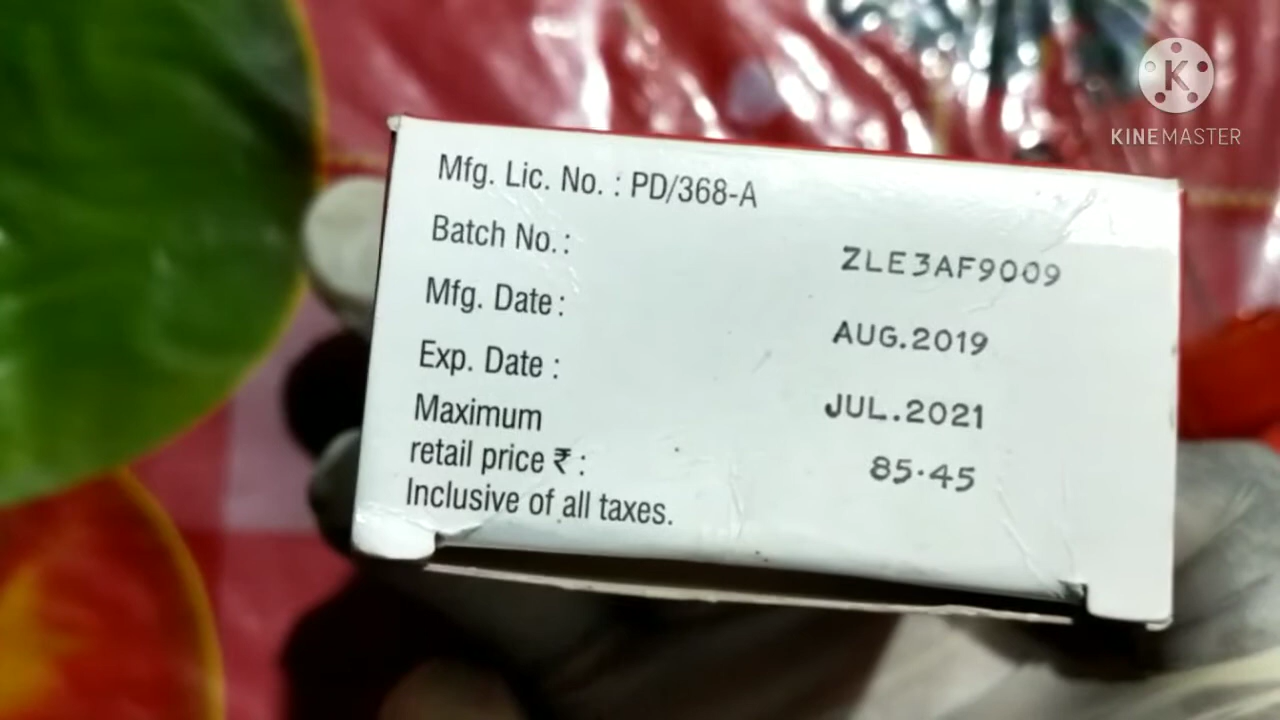 KINEMASTER
Mfg. Lic. No. : PD/368-A
Batch No.: ZLE3AF9009
Mfg. Date : AUG.2019
Exp. Date : JUL.2021
Maximum
retail price ₹ : 85.45
Inclusive of all taxes.